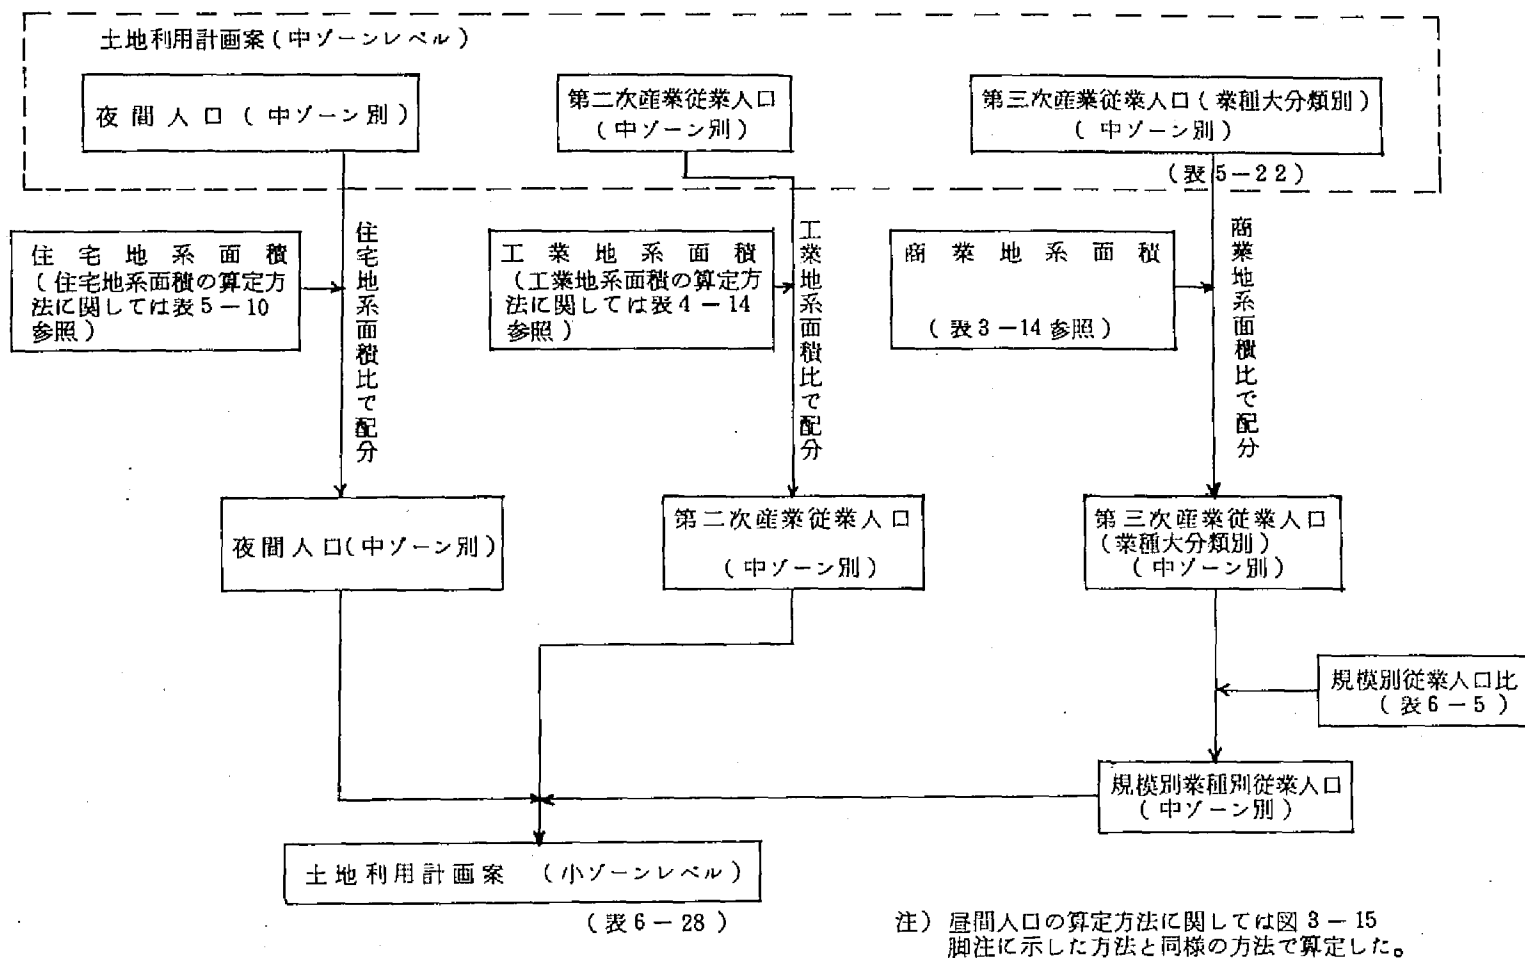 土地利用計画案(中ゾーンレベル)
夜間人口(中ゾーン別)
第二次産業従業人口
(中ゾーン別)
第三次産業従業人口(業種大分類別)
(中ゾーン別)
(表5-22)
住宅地系面積
(住宅地系面積の算定方
法に関しては表5-10
参照)
住宅地系面積比で配分
工業地系面積
(工業地系面積の算定方
法に関しては表4-14
参照)
工業地系面積比で配分
商業地系面積
(表3-14参照)
商業地系面積比で配分
夜間人口(中ゾーン別)
第二次産業従業人口
(中ゾーン別)
第三次産業従業人口
(業種大分類別)
(中ゾーン別)
規模別従業人口比
(表6-5)
規模別業種別従業人口
(中ゾーン別)
土地利用計画案 (小ゾーンレベル)
(表6-28)
注) 昼間人口の算定方法に関しては図3-15
脚注に示した方法と同様の方法で算定した。